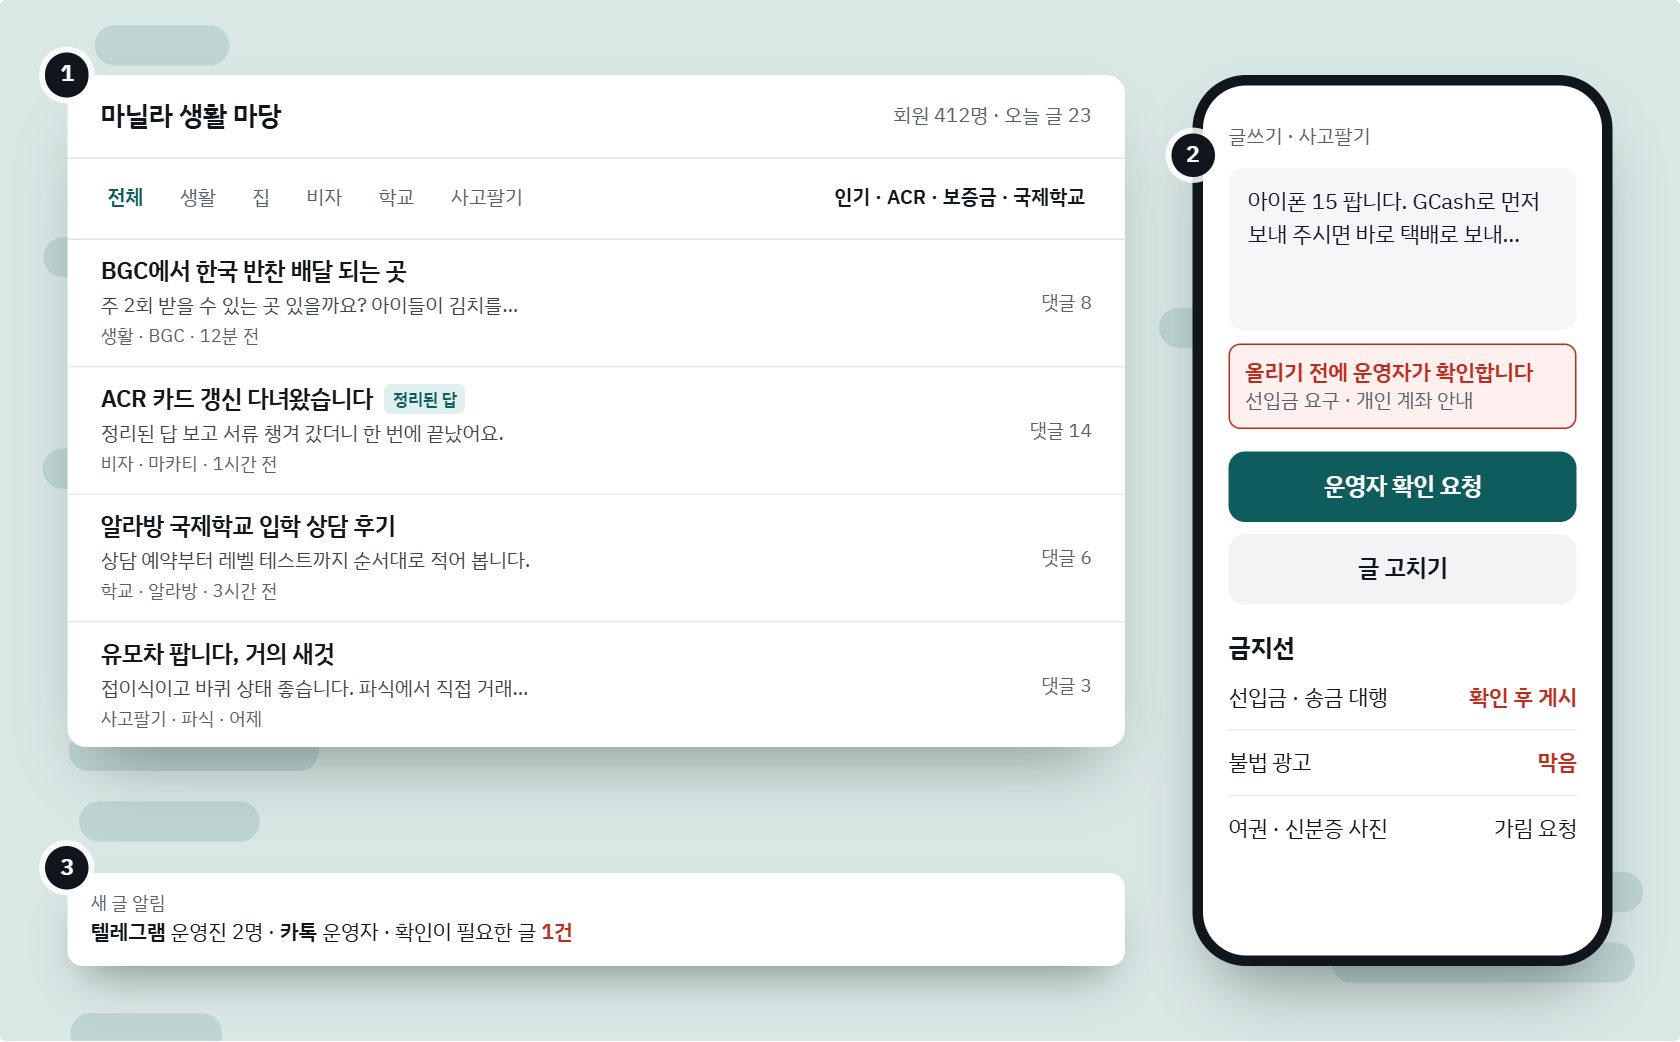 1
마닐라 생활 마당
회원 412명 · 오늘 글 23
전체 생활 집 비자 학교 사고팔기
인기 · ACR · 보증금 · 국제학교
BGC에서 한국 반찬 배달 되는 곳
주 2회 받을 수 있는 곳 있을까요? 아이들이 김치를...
생활 · BGC · 12분 전
댓글 8
ACR 카드 갱신 다녀왔습니다 정리된 답
정리된 답 보고 서류 챙겨 갔더니 한 번에 끝났어요.
비자 · 마카티 · 1시간 전
댓글 14
알라방 국제학교 입학 상담 후기
상담 예약부터 레벨 테스트까지 순서대로 적어 봅니다.
학교 · 알라방 · 3시간 전
댓글 6
유모차 팝니다, 거의 새것
접이식이고 바퀴 상태 좋습니다. 파식에서 직접 거래...
사고팔기 · 파식 · 어제
댓글 3
2
글쓰기 · 사고팔기
아이폰 15 팝니다. GCash로 먼저
보내 주시면 바로 택배로 보내...
올리기 전에 운영자가 확인합니다
선입금 요구 · 개인 계좌 안내
운영자 확인 요청
글 고치기
금지선
선입금 · 송금 대행 확인 후 게시
불법 광고 막음
여권 · 신분증 사진 가림 요청
3
새 글 알림
텔레그램 운영진 2명 · 카톡 운영자 · 확인이 필요한 글 1건